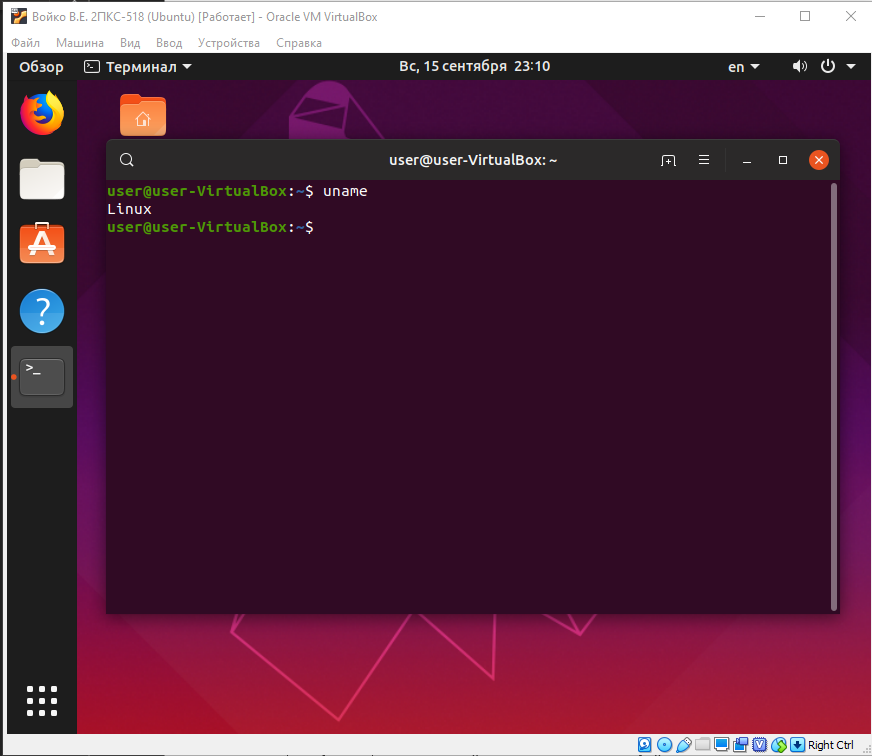 Войко В.Е. 2ПКС-518 (Ubuntu) [Работает] - Oracle VM VirtualBox
Файл Машина Вид Ввод Устройства Справка
Обзор Терминал Вс, 15 сентября 23:10 en
user@user-VirtualBox: ~
user@user-VirtualBox:~$ uname
Linux
user@user-VirtualBox:~$
Right Ctrl